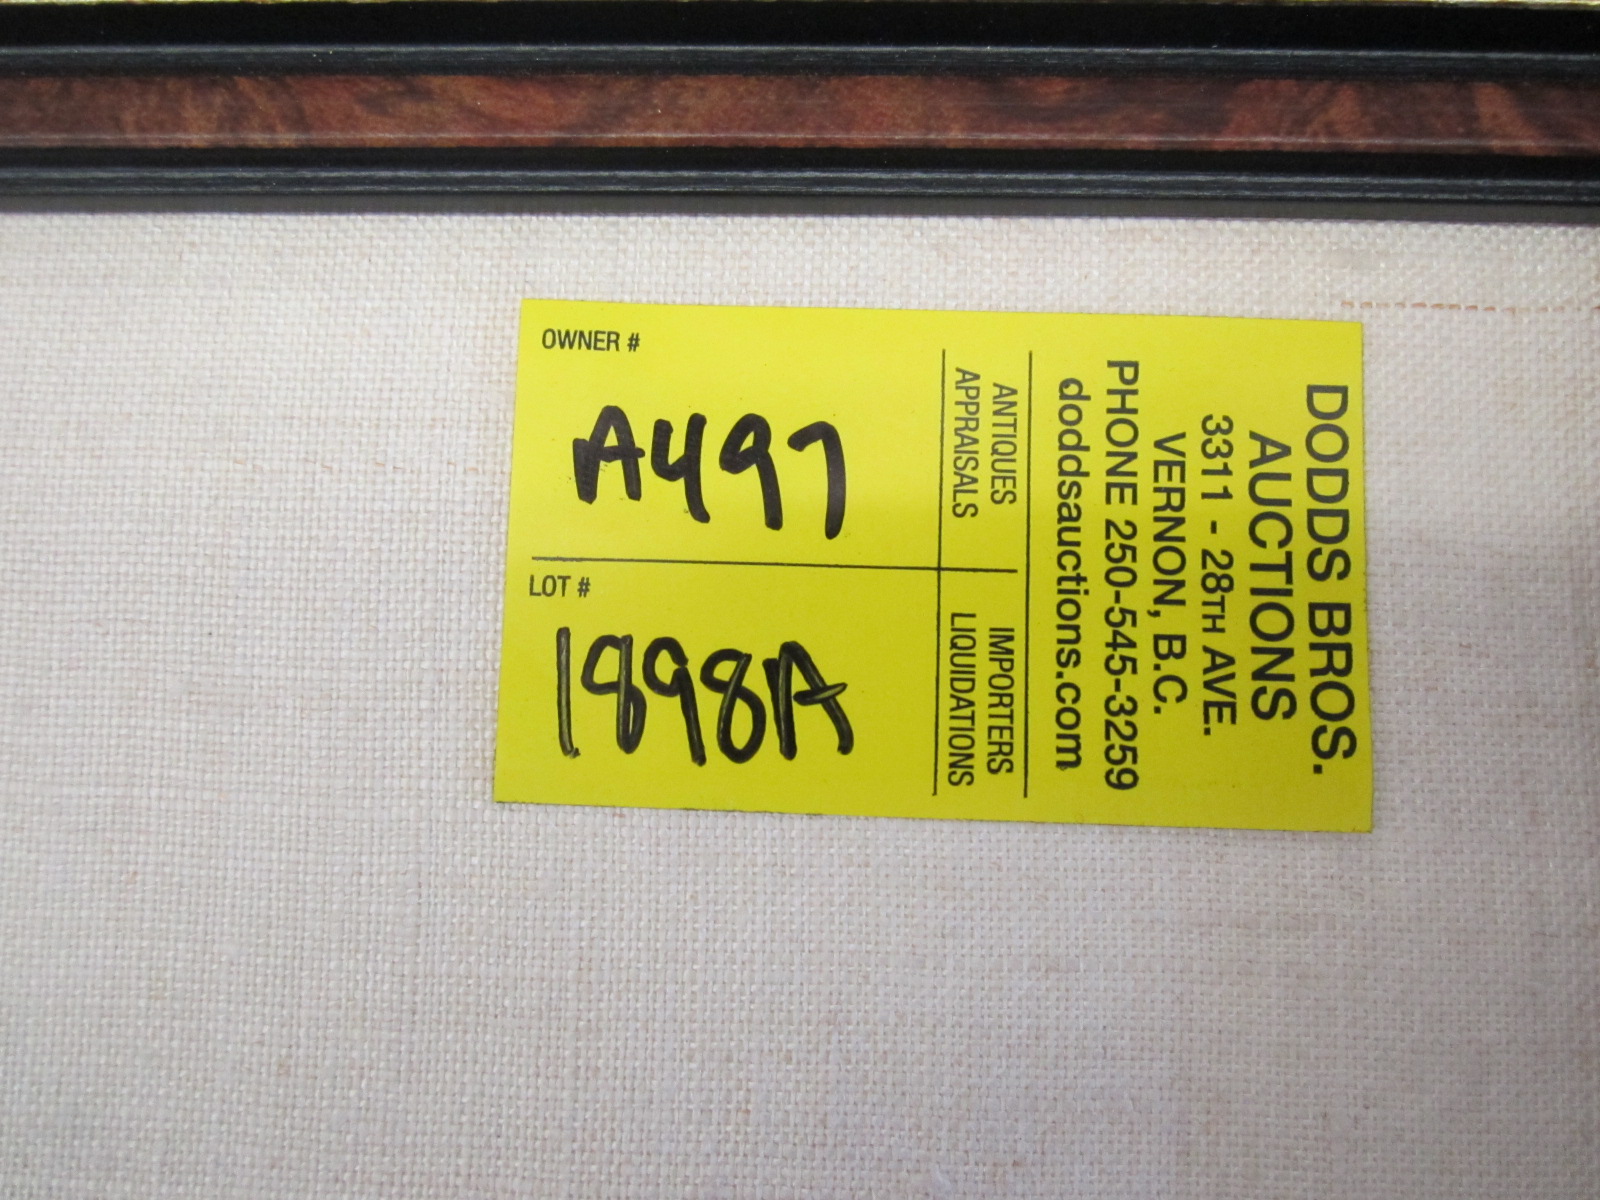 DODDS BROS.
AUCTIONS
3311 - 28TH AVE.
VERNON, B.C.
PHONE 250-545-3259
doddsauctions.com
ANTIQUES
APPRAISALS
IMPORTERS
LIQUIDATIONS
OWNER #
A497
LOT #
1898A